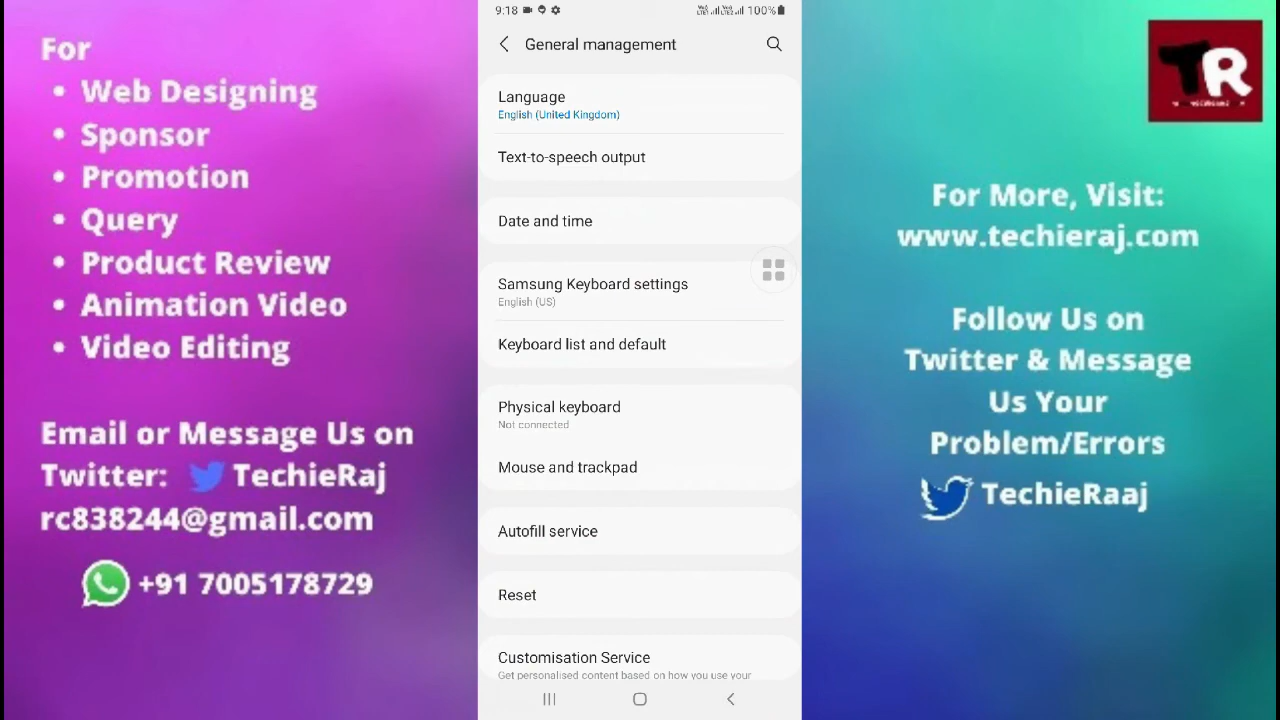 For
• Web Designing
• Sponsor
• Promotion
• Query
• Product Review
• Animation Video
• Video Editing
Email or Message Us on
Twitter: TechieRaj
rc838244@gmail.com
+91 7005178729
9:18
100%
General management
Language
English (United Kingdom)
Text-to-speech output
Date and time
Samsung Keyboard settings
English (US)
Keyboard list and default
Physical keyboard
Not connected
Mouse and trackpad
Autofill service
Reset
Customisation Service
Get personalised content based on how you use your
TR
For More, Visit:
www.techieraj.com
Follow Us on
Twitter & Message
Us Your
Problem/Errors
TechieRaaj